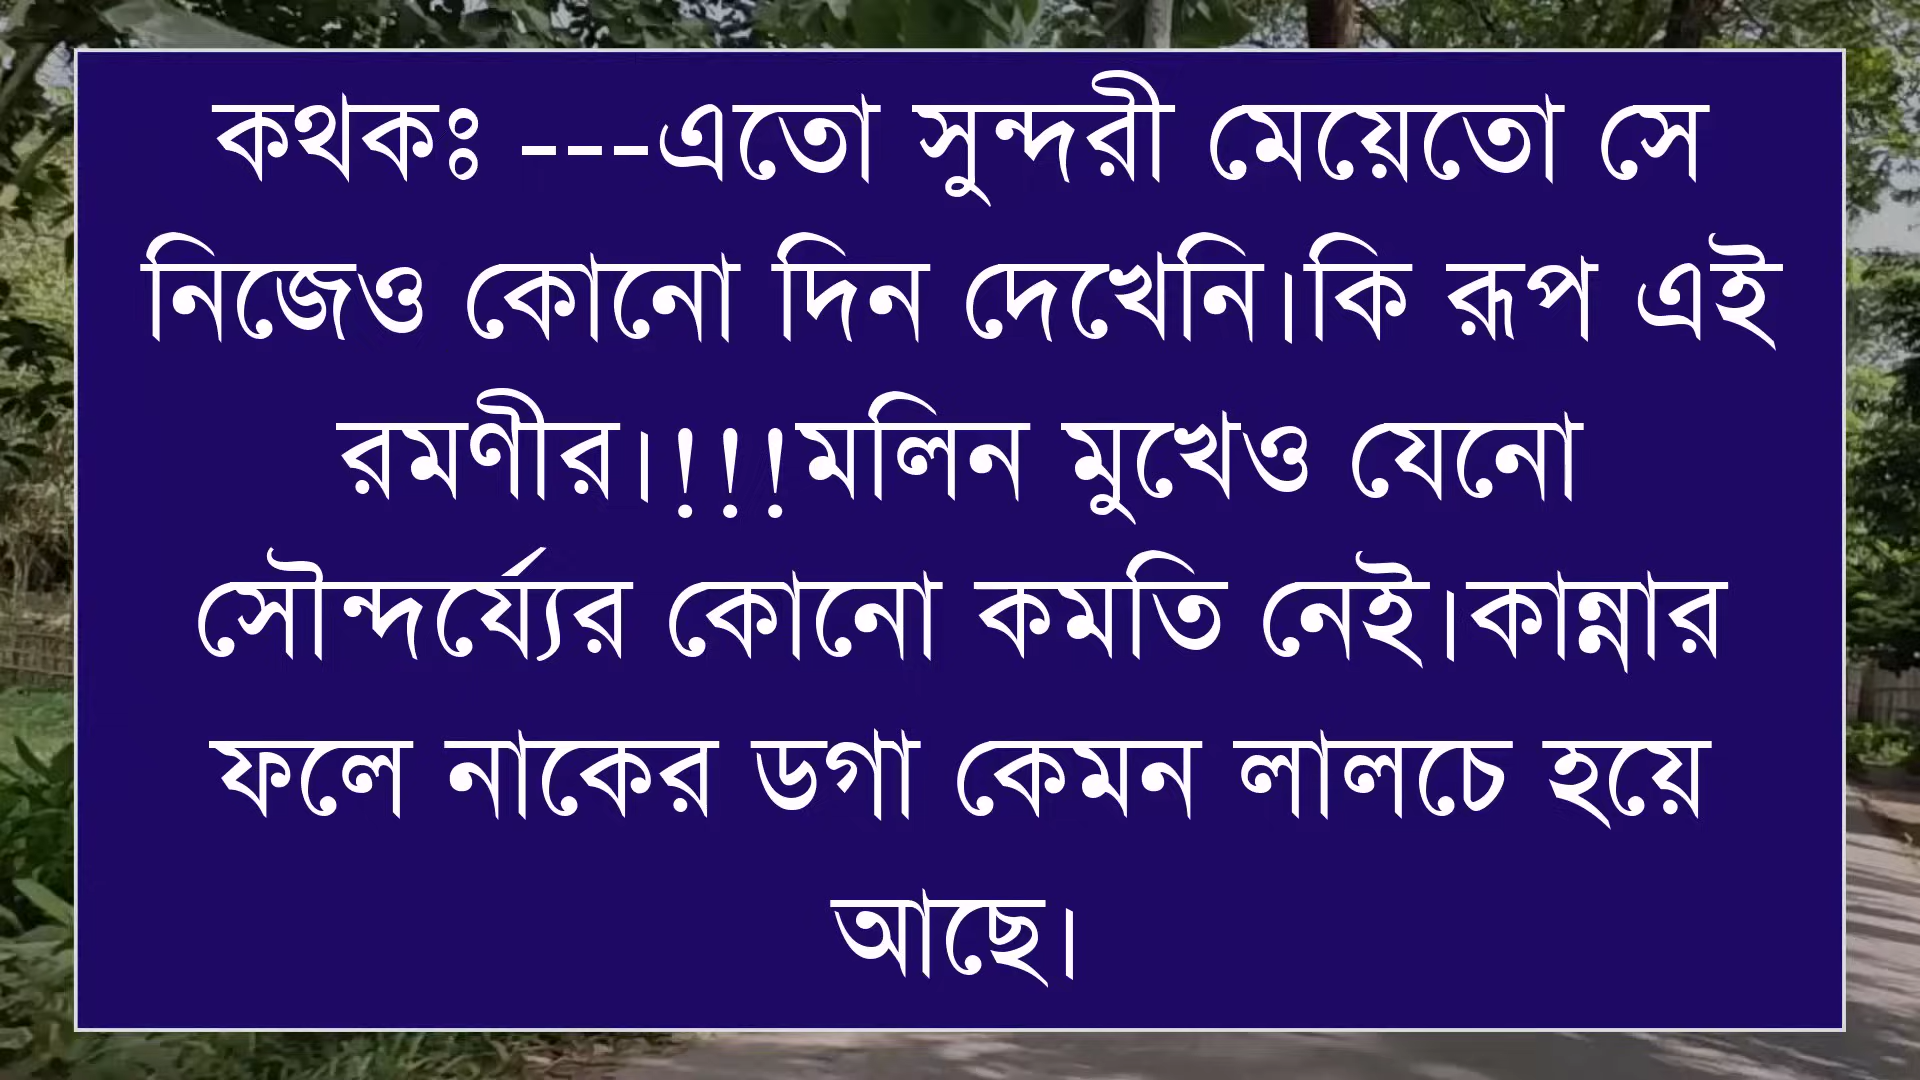 কথকঃ ---এতো সুন্দরী মেয়েতো সে
নিজেও কোনো দিন দেখেনি।কি রূপ এই
রমণীর।!!!মলিন মুখেও যেনো
সৌন্দর্য্যের কোনো কমতি নেই।কান্নার
ফলে নাকের ডগা কেমন লালচে হয়ে
আছে।